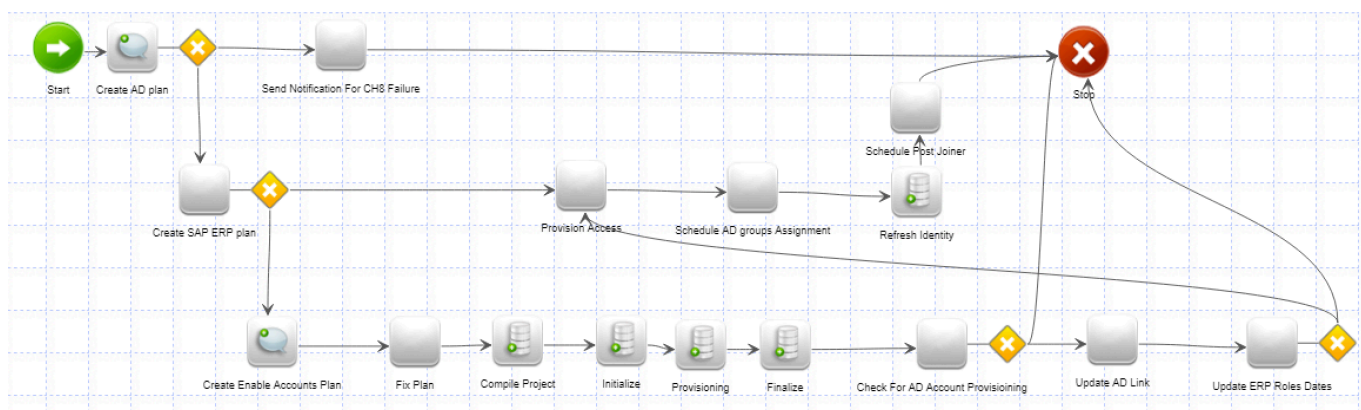 Start
Create AD plan
Send Notification For CH8 Failure
Stop
Schedule Post Joiner
Create SAP ERP plan
Provision Access
Schedule AD groups Assignment
Refresh Identity
Create Enable Accounts Plan
Fix Plan
Compile Project
Initialize
Provisioning
Finalize
Check For AD Account Provisioining
Update AD Link
Update ERP Roles Dates